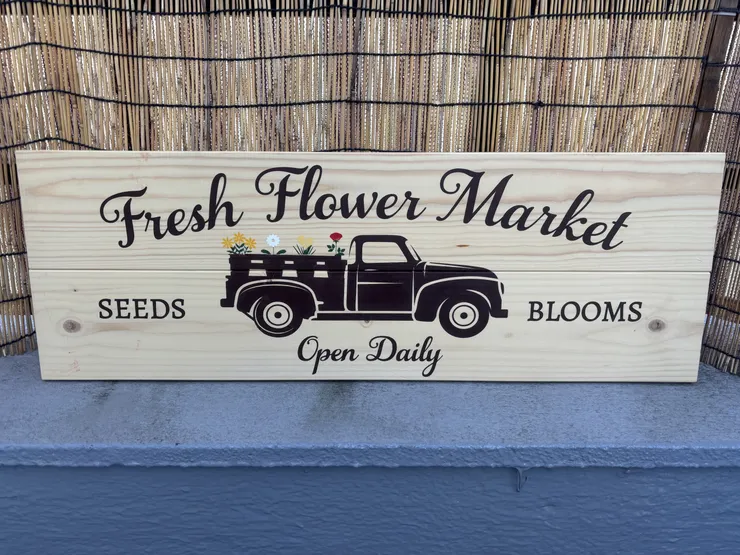 Fresh Flower Market
SEEDS
BLOOMS
Open Daily